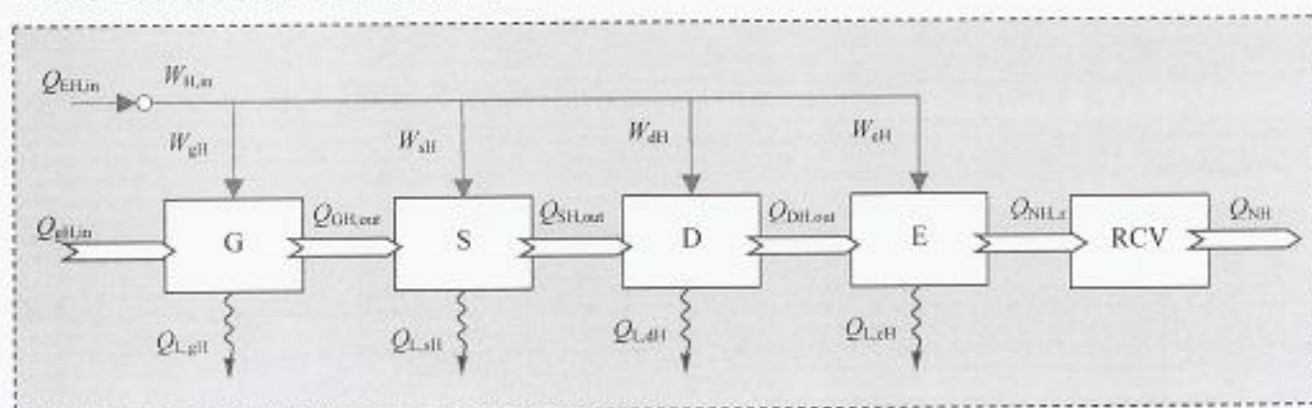 Q_EH,in
W_H,in
W_gH
W_sH
W_dH
W_eH
Q_gH,in
G
Q_GH,out
S
Q_SH,out
D
Q_DH,out
E
Q_NH,r
RCV
Q_NH
Q_L,gH
Q_L,sH
Q_L,dH
Q_L,eH